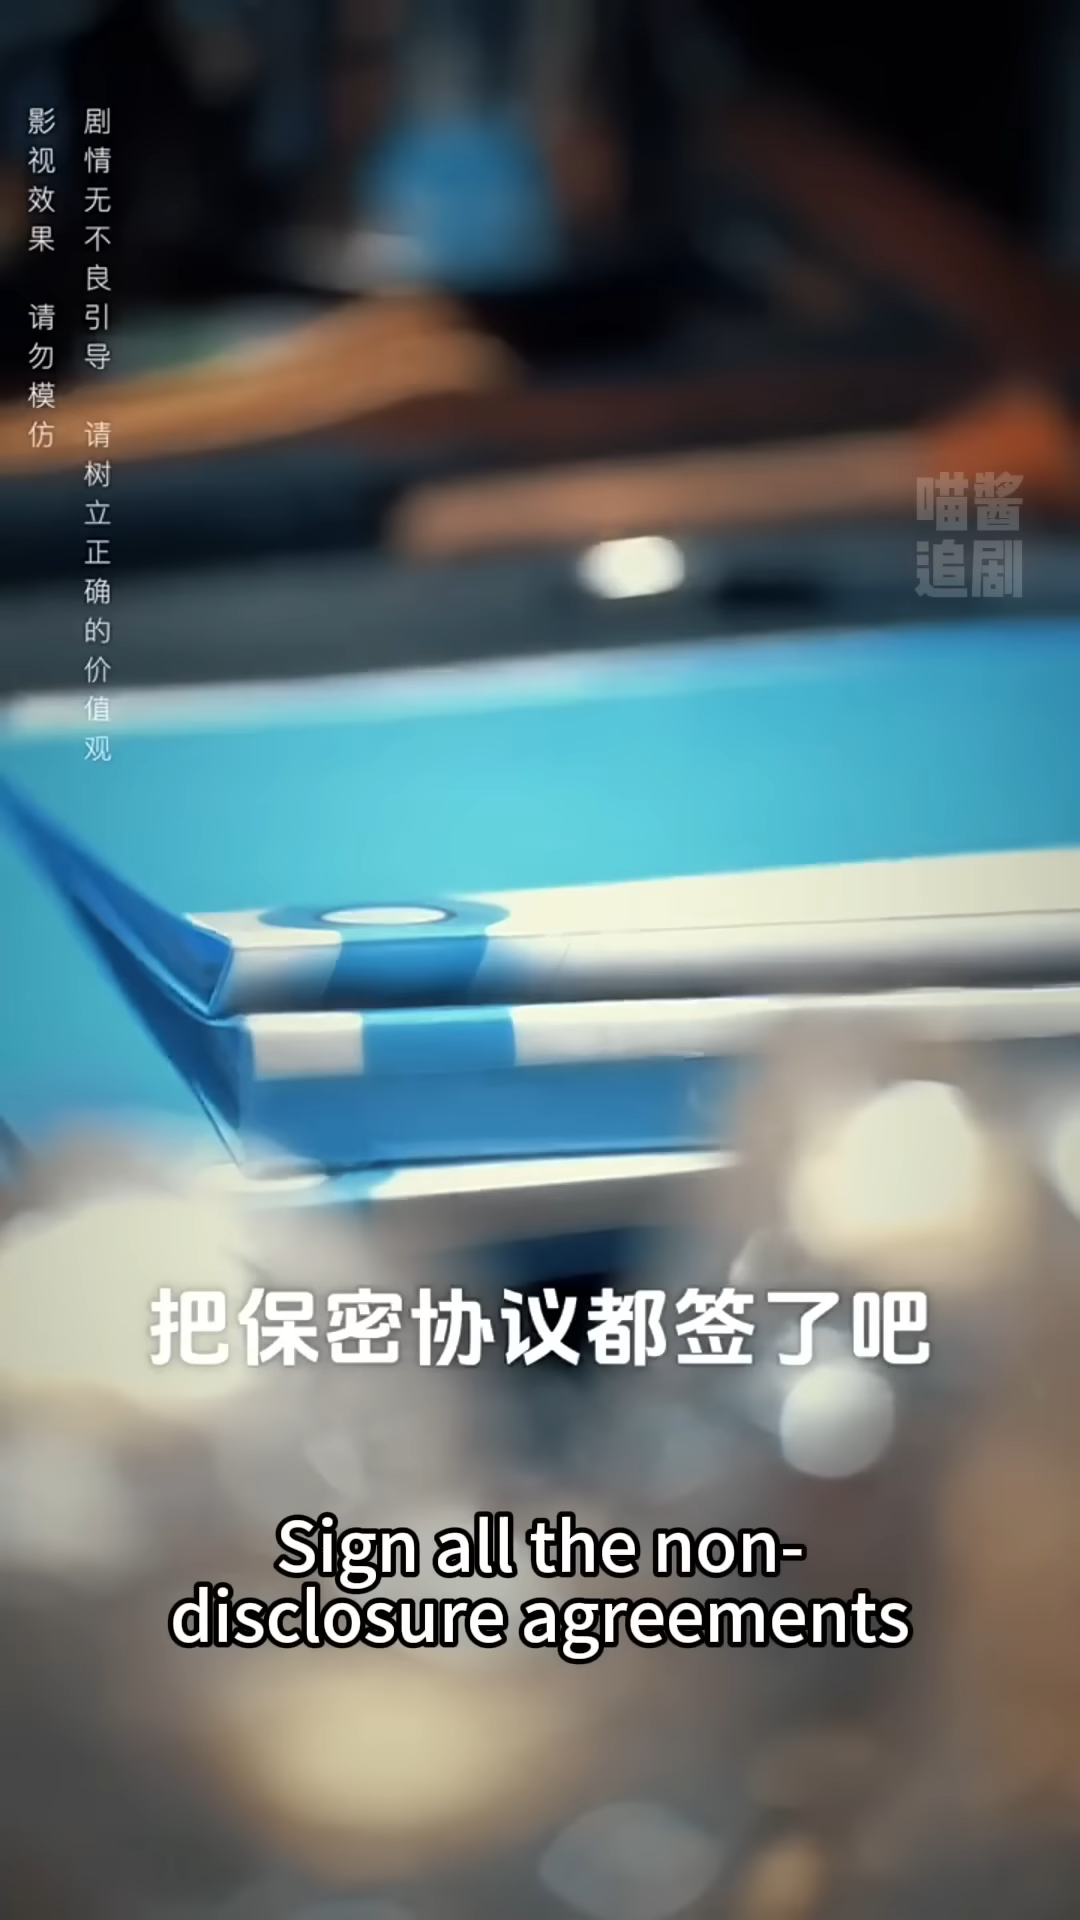 剧情无不良引导 请树立正确的价值观
影视效果 请勿模仿
喵酱
追剧
把保密协议都签了吧
Sign all the non-
disclosure agreements